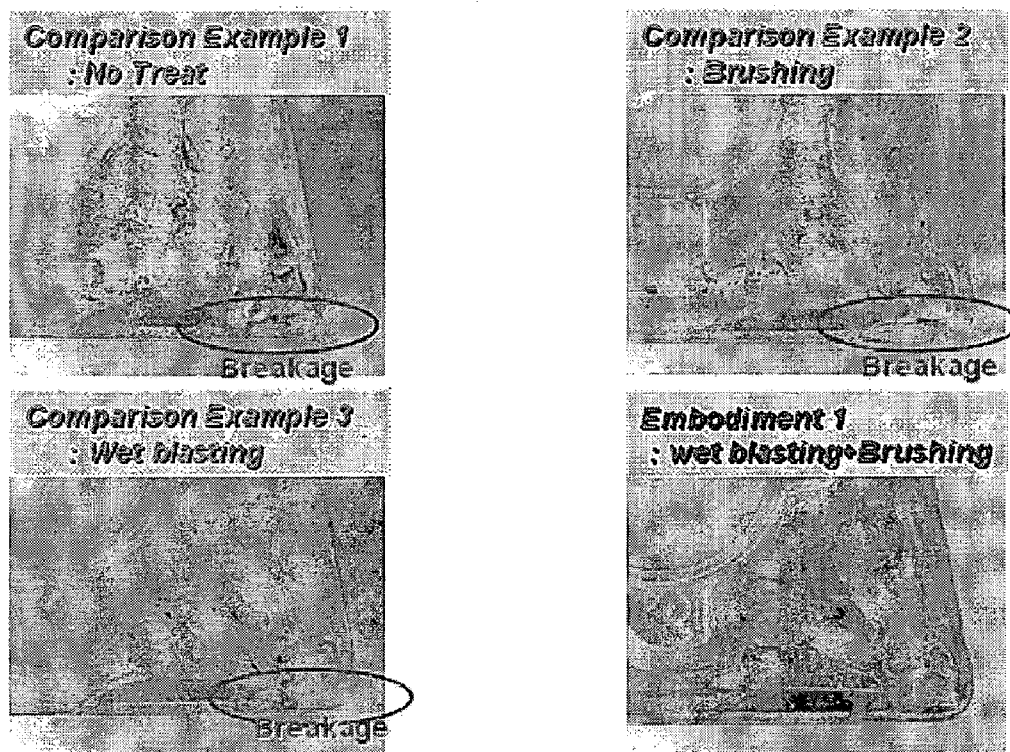 Comparison Example 1
: No Treat
Breakage
Comparison Example 2
: Brushing
Breakage
Comparison Example 3
: Wet blasting
Breakage
Embodiment 1
: wet blasting+Brushing